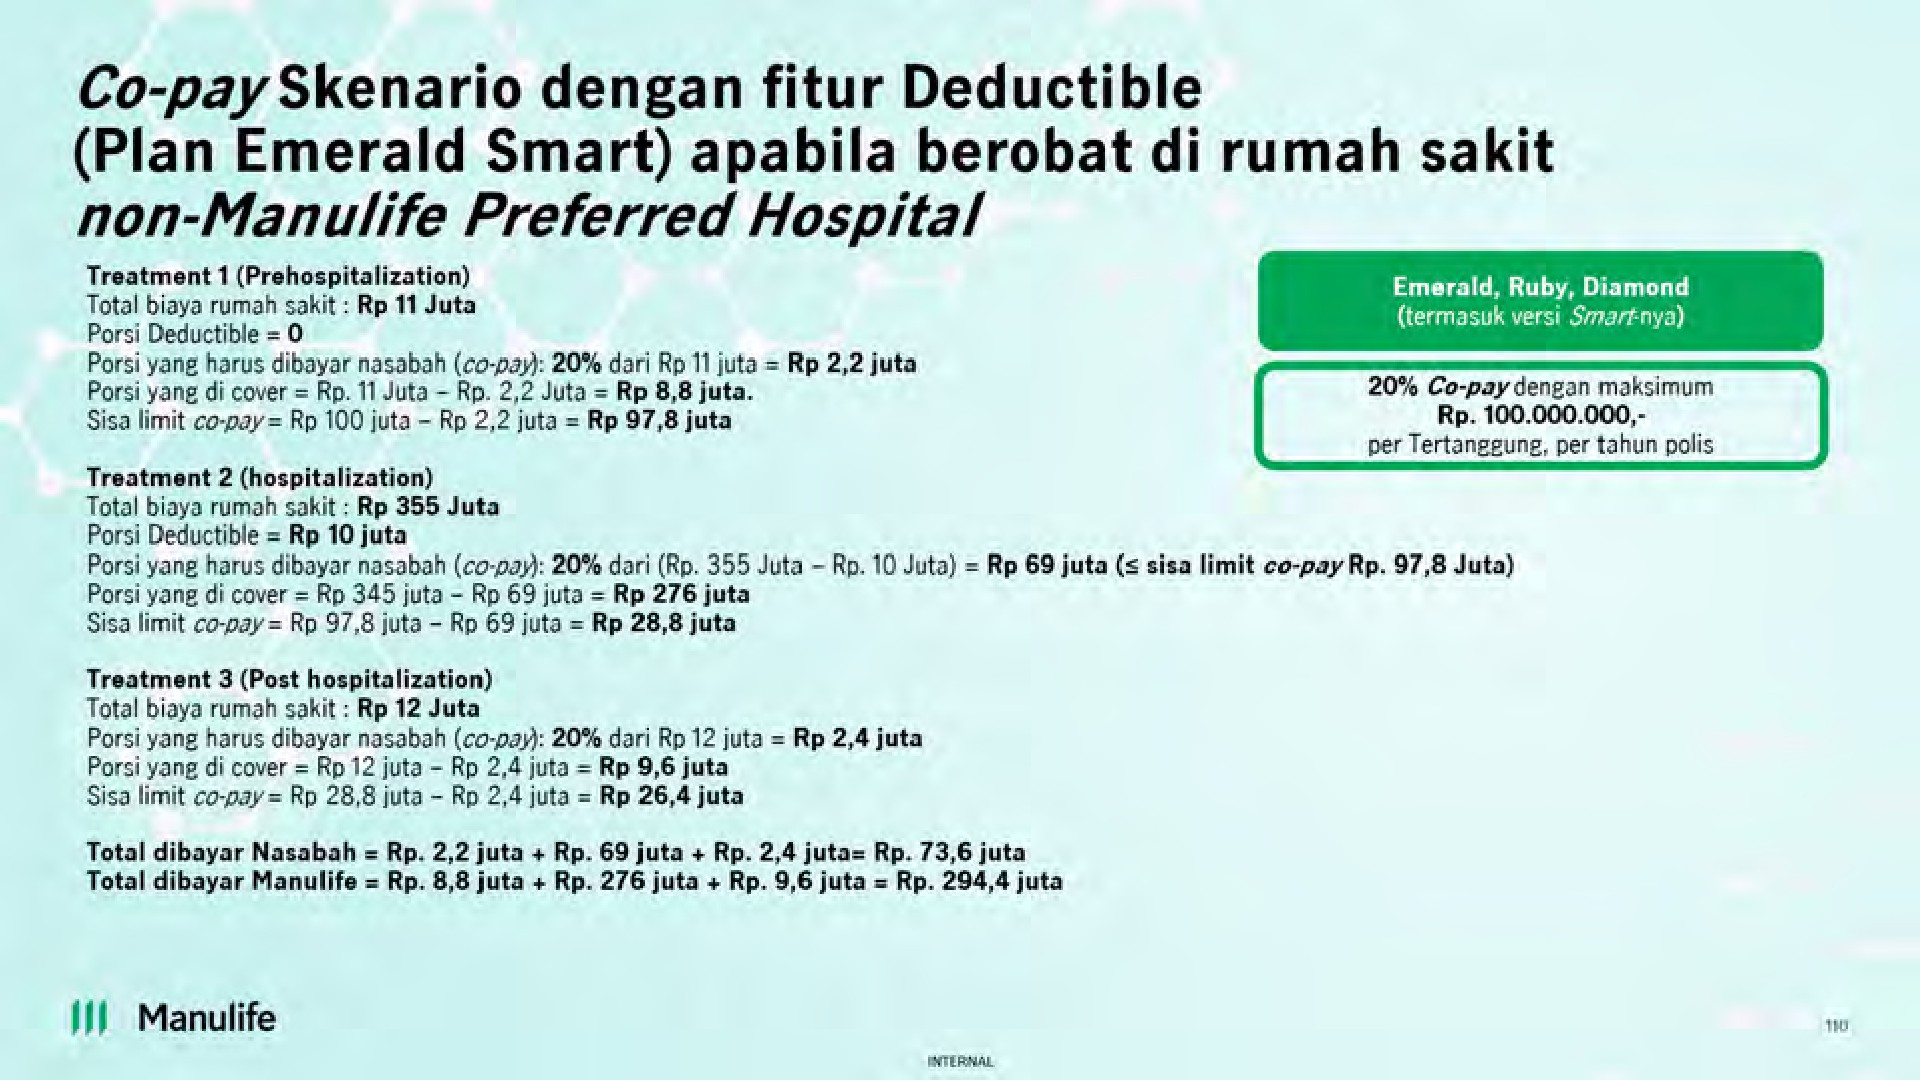 Co-pay Skenario dengan fitur Deductible
(Plan Emerald Smart) apabila berobat di rumah sakit
non-Manulife Preferred Hospital
Treatment 1 (Prehospitalization)
Total biaya rumah sakit : Rp 11 Juta
Porsi Deductible = 0
Porsi yang harus dibayar nasabah (co-pay): 20% dari Rp 11 juta = Rp 2,2 juta
Porsi yang di cover = Rp. 11 Juta – Rp. 2,2 Juta = Rp 8,8 juta.
Sisa limit co-pay = Rp 100 juta – Rp 2,2 juta = Rp 97,8 juta
Emerald, Ruby, Diamond
(termasuk versi Smart-nya)
20% Co-pay dengan maksimum
Rp. 100.000.000,-
per Tertanggung, per tahun polis
Treatment 2 (hospitalization)
Total biaya rumah sakit : Rp 355 Juta
Porsi Deductible = Rp 10 juta
Porsi yang harus dibayar nasabah (co-pay): 20% dari (Rp. 355 Juta – Rp. 10 Juta) = Rp 69 juta (≤ sisa limit co-pay Rp. 97,8 Juta)
Porsi yang di cover = Rp 345 juta – Rp 69 juta = Rp 276 juta
Sisa limit co-pay = Rp 97,8 juta – Rp 69 juta = Rp 28,8 juta
Treatment 3 (Post hospitalization)
Total biaya rumah sakit : Rp 12 Juta
Porsi yang harus dibayar nasabah (co-pay): 20% dari Rp 12 juta = Rp 2,4 juta
Porsi yang di cover = Rp 12 juta – Rp 2,4 juta = Rp 9,6 juta
Sisa limit co-pay = Rp 28,8 juta – Rp 2,4 juta = Rp 26,4 juta
Total dibayar Nasabah = Rp. 2,2 juta + Rp. 69 juta + Rp. 2,4 juta= Rp. 73,6 juta
Total dibayar Manulife = Rp. 8,8 juta + Rp. 276 juta + Rp. 9,6 juta = Rp. 294,4 juta
Manulife
110
INTERNAL